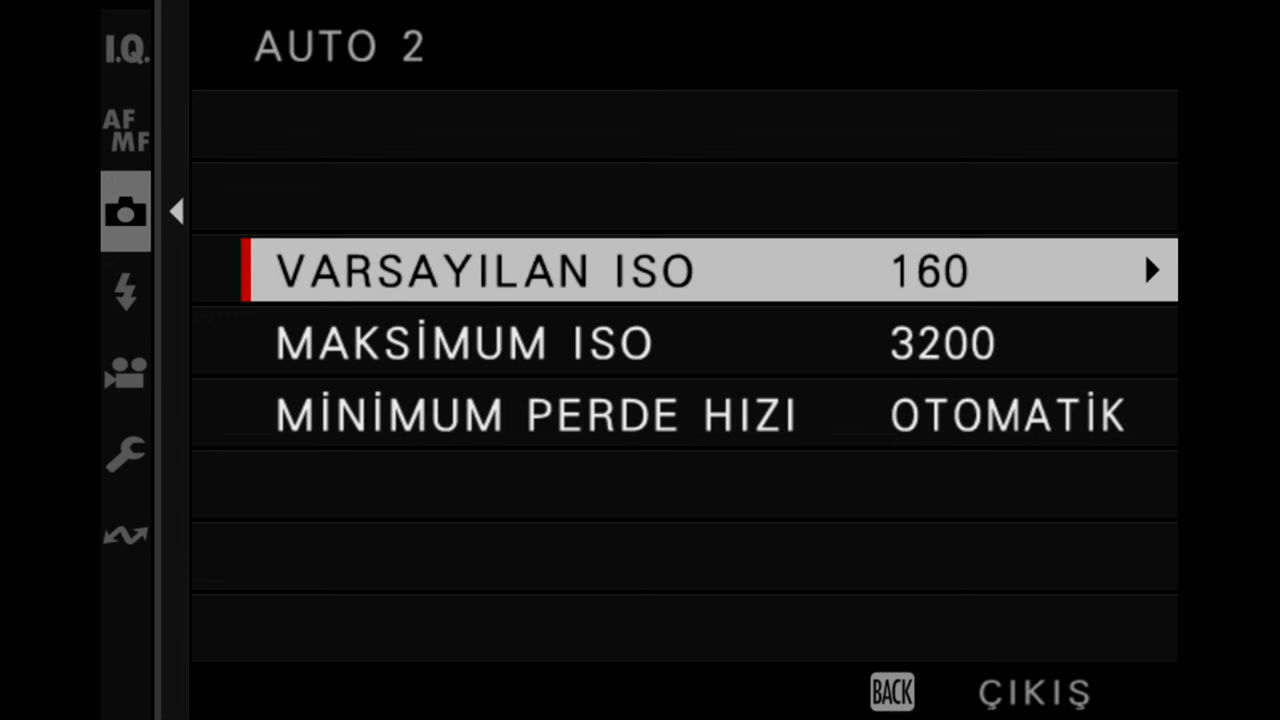 I.Q.
AUTO 2
AF
MF
VARSAYILAN ISO 160
MAKSİMUM ISO 3200
MİNİMUM PERDE HIZI OTOMATİK
BACK ÇIKIŞ